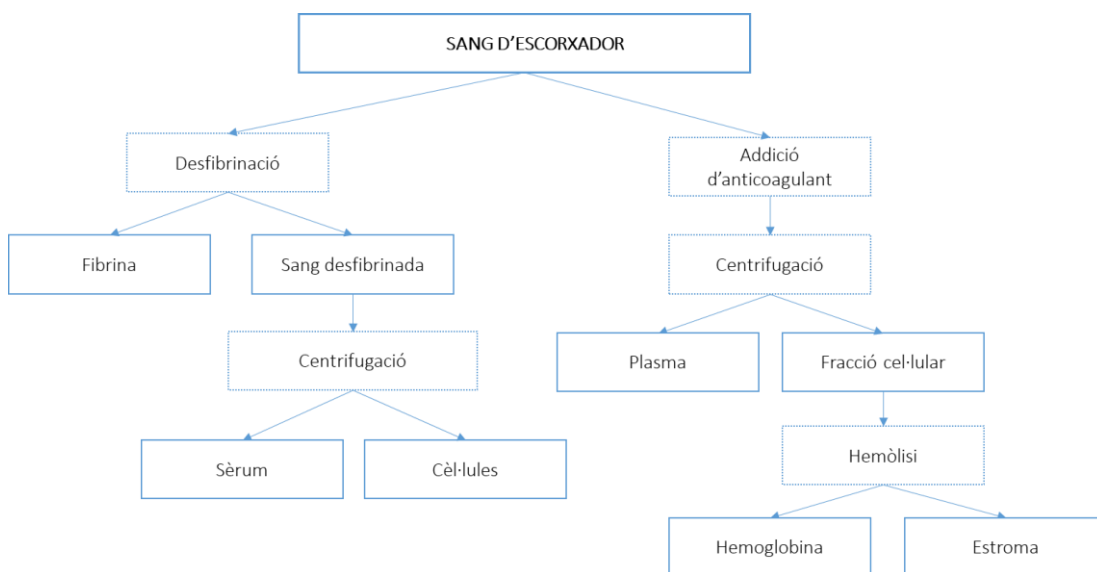 SANG D’ESCORXADOR
Desfibrinació
Addició
d’anticoagulant
Fibrina
Sang desfibrinada
Centrifugació
Centrifugació
Plasma
Fracció cel·lular
Sèrum
Cèl·lules
Hemòlisi
Hemoglobina
Estroma